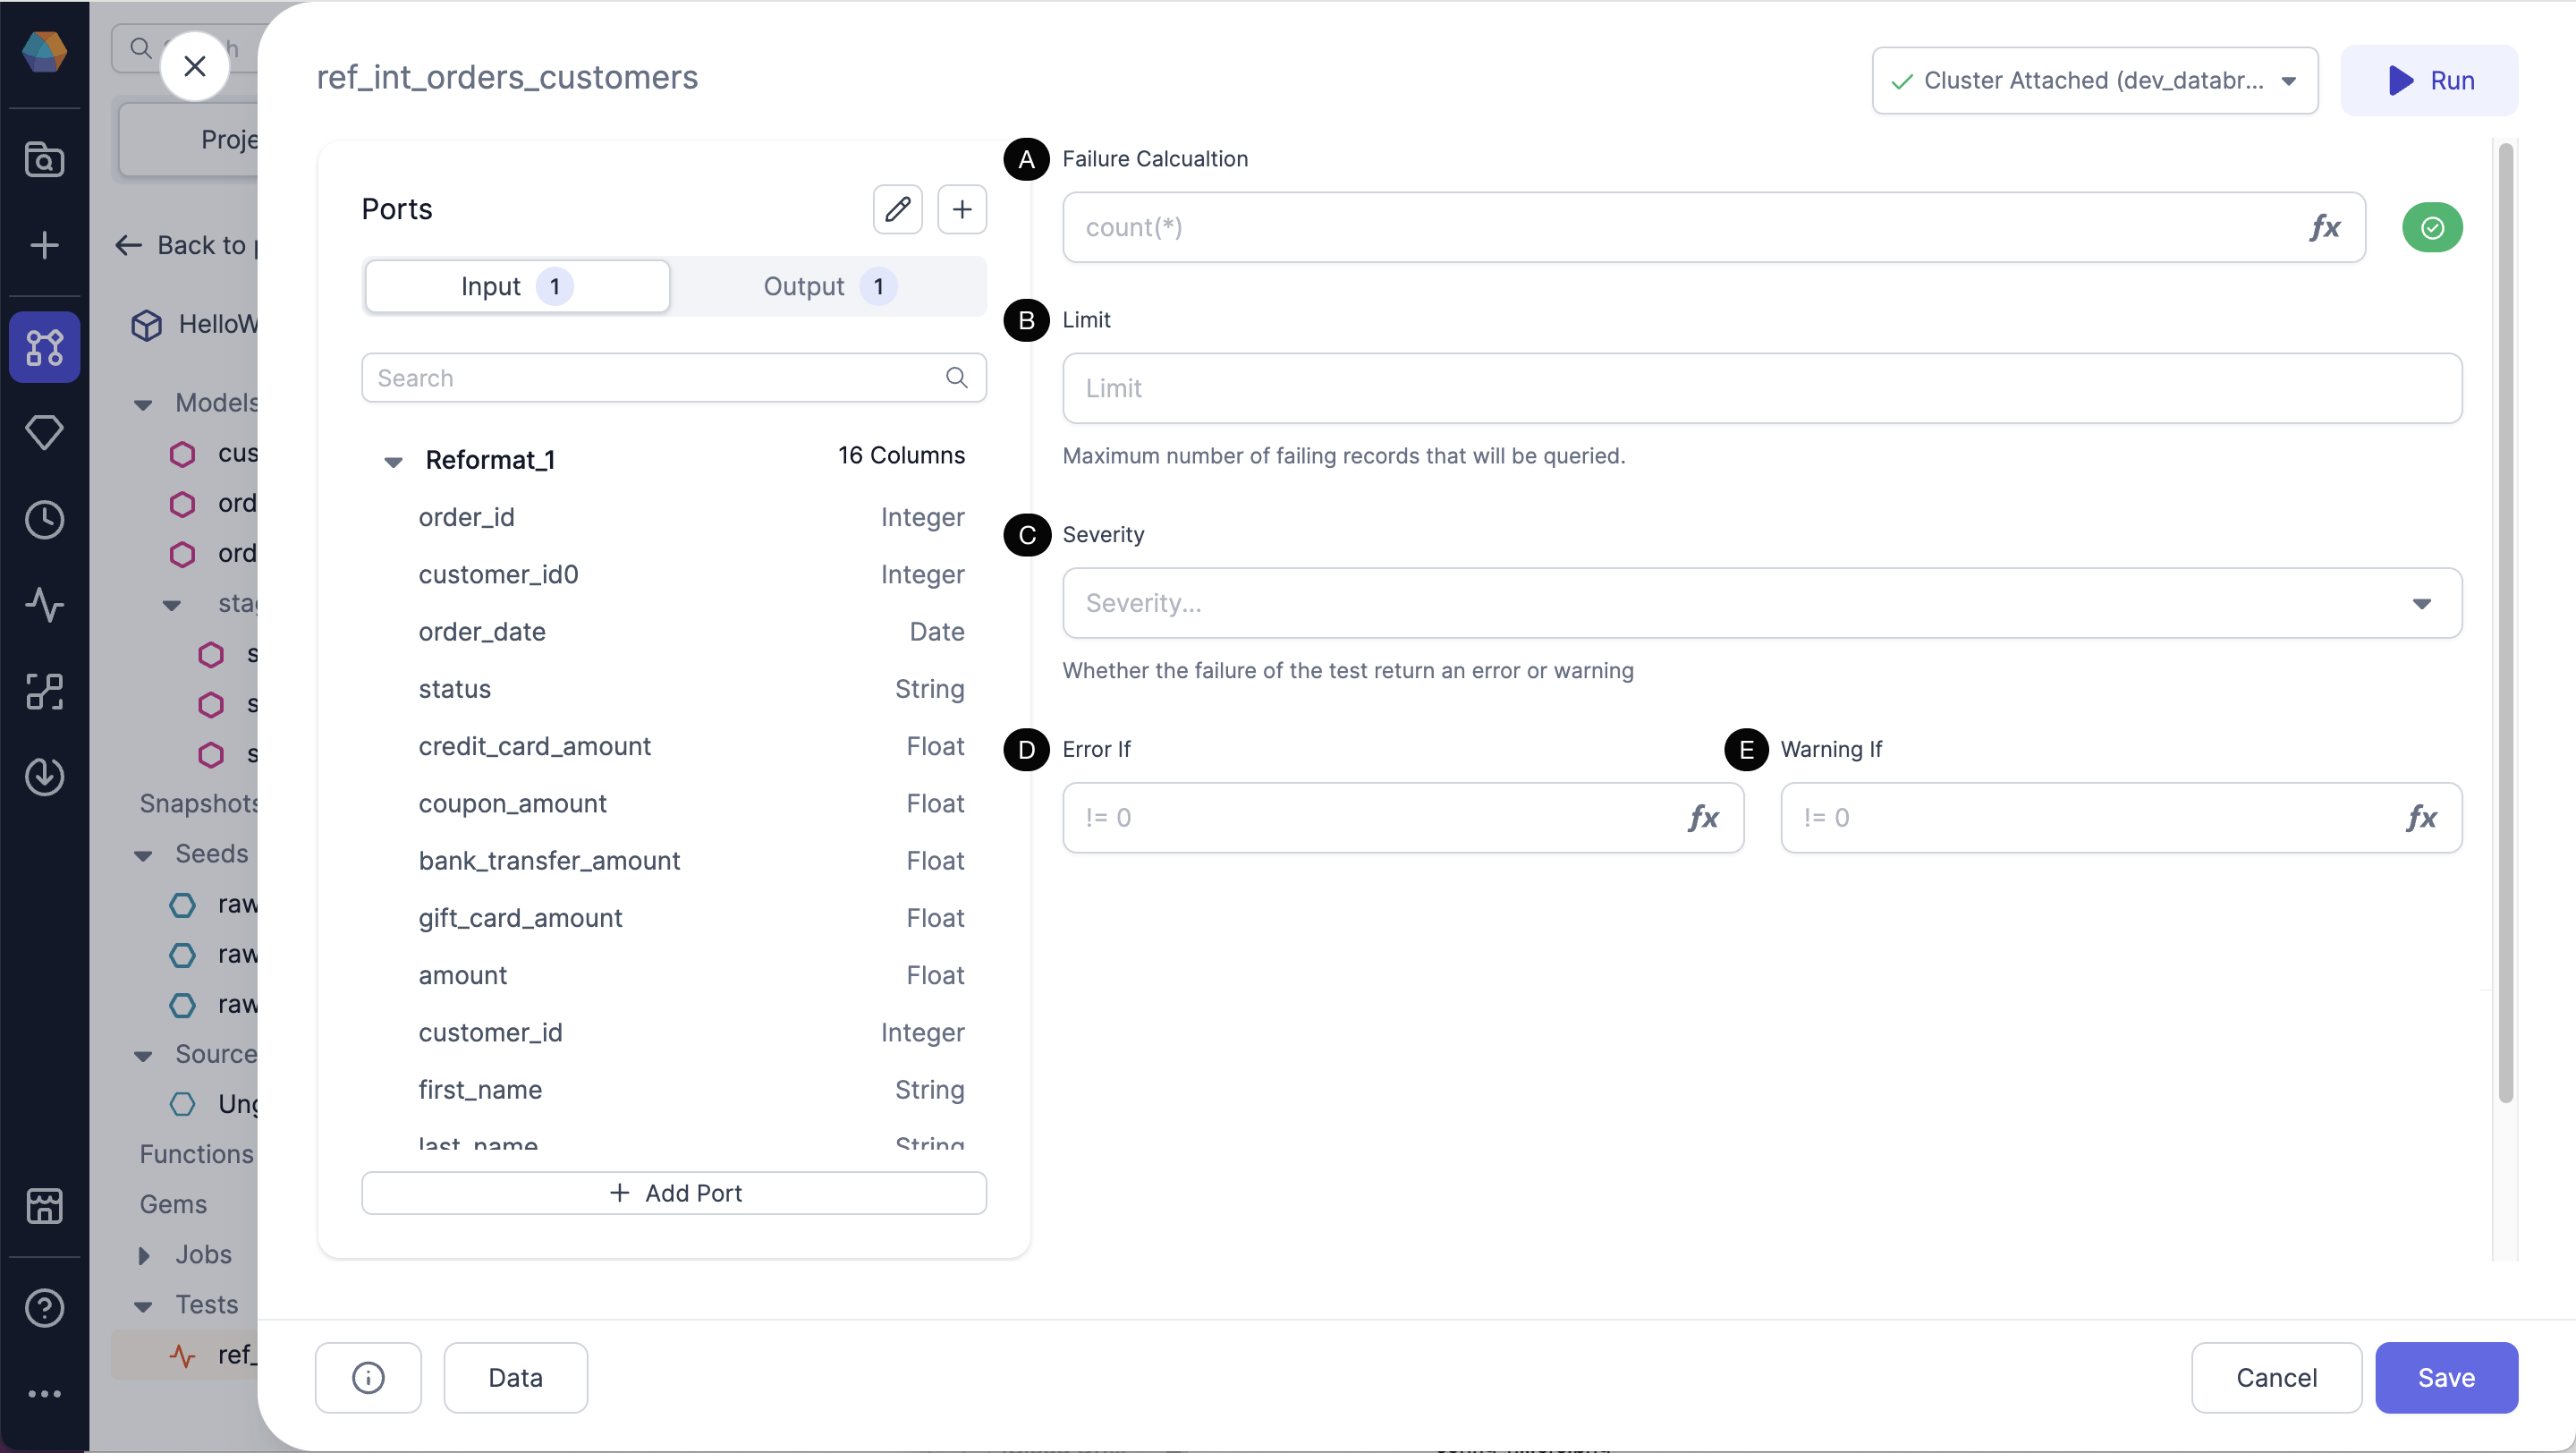 ref_int_orders_customers
Cluster Attached (dev_databr...
Run
Proje
Back to
HelloW
Models
cus
ord
ord
sta
s
s
s
Snapshots
Seeds
raw
raw
raw
Source
Ung
Functions
Gems
Jobs
Tests
ref_
Ports
Input 1
Output 1
Search
Reformat_1 16 Columns
order_id Integer
customer_id0 Integer
order_date Date
status String
credit_card_amount Float
coupon_amount Float
bank_transfer_amount Float
gift_card_amount Float
amount Float
customer_id Integer
first_name String
last_name String
Add Port
A Failure Calcualtion
count(*) fx
B Limit
Limit
Maximum number of failing records that will be queried.
C Severity
Severity...
Whether the failure of the test return an error or warning
D Error If
!= 0 fx
E Warning If
!= 0 fx
Data
Cancel
Save